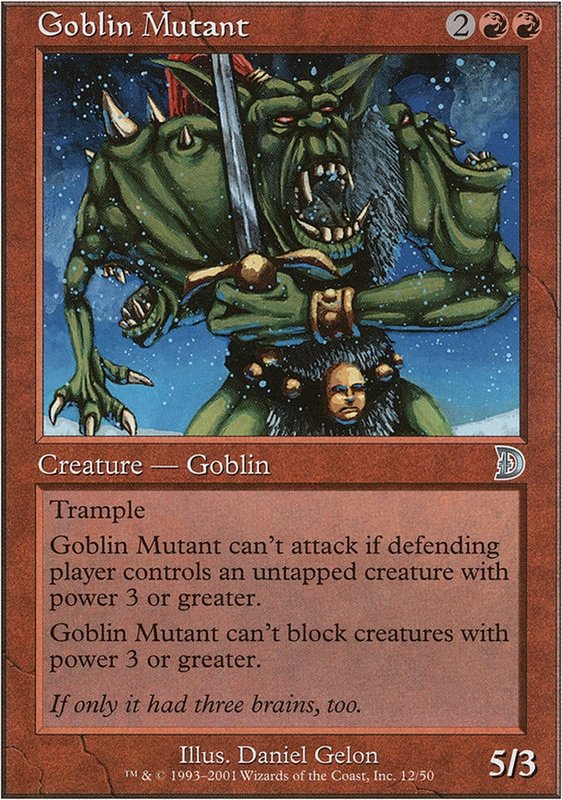 Goblin Mutant 2
Creature — Goblin
Trample
Goblin Mutant can't attack if defending
player controls an untapped creature with
power 3 or greater.
Goblin Mutant can't block creatures with
power 3 or greater.
If only it had three brains, too.
Illus. Daniel Gelon
™ & © 1993–2001 Wizards of the Coast, Inc. 12/50
5/3